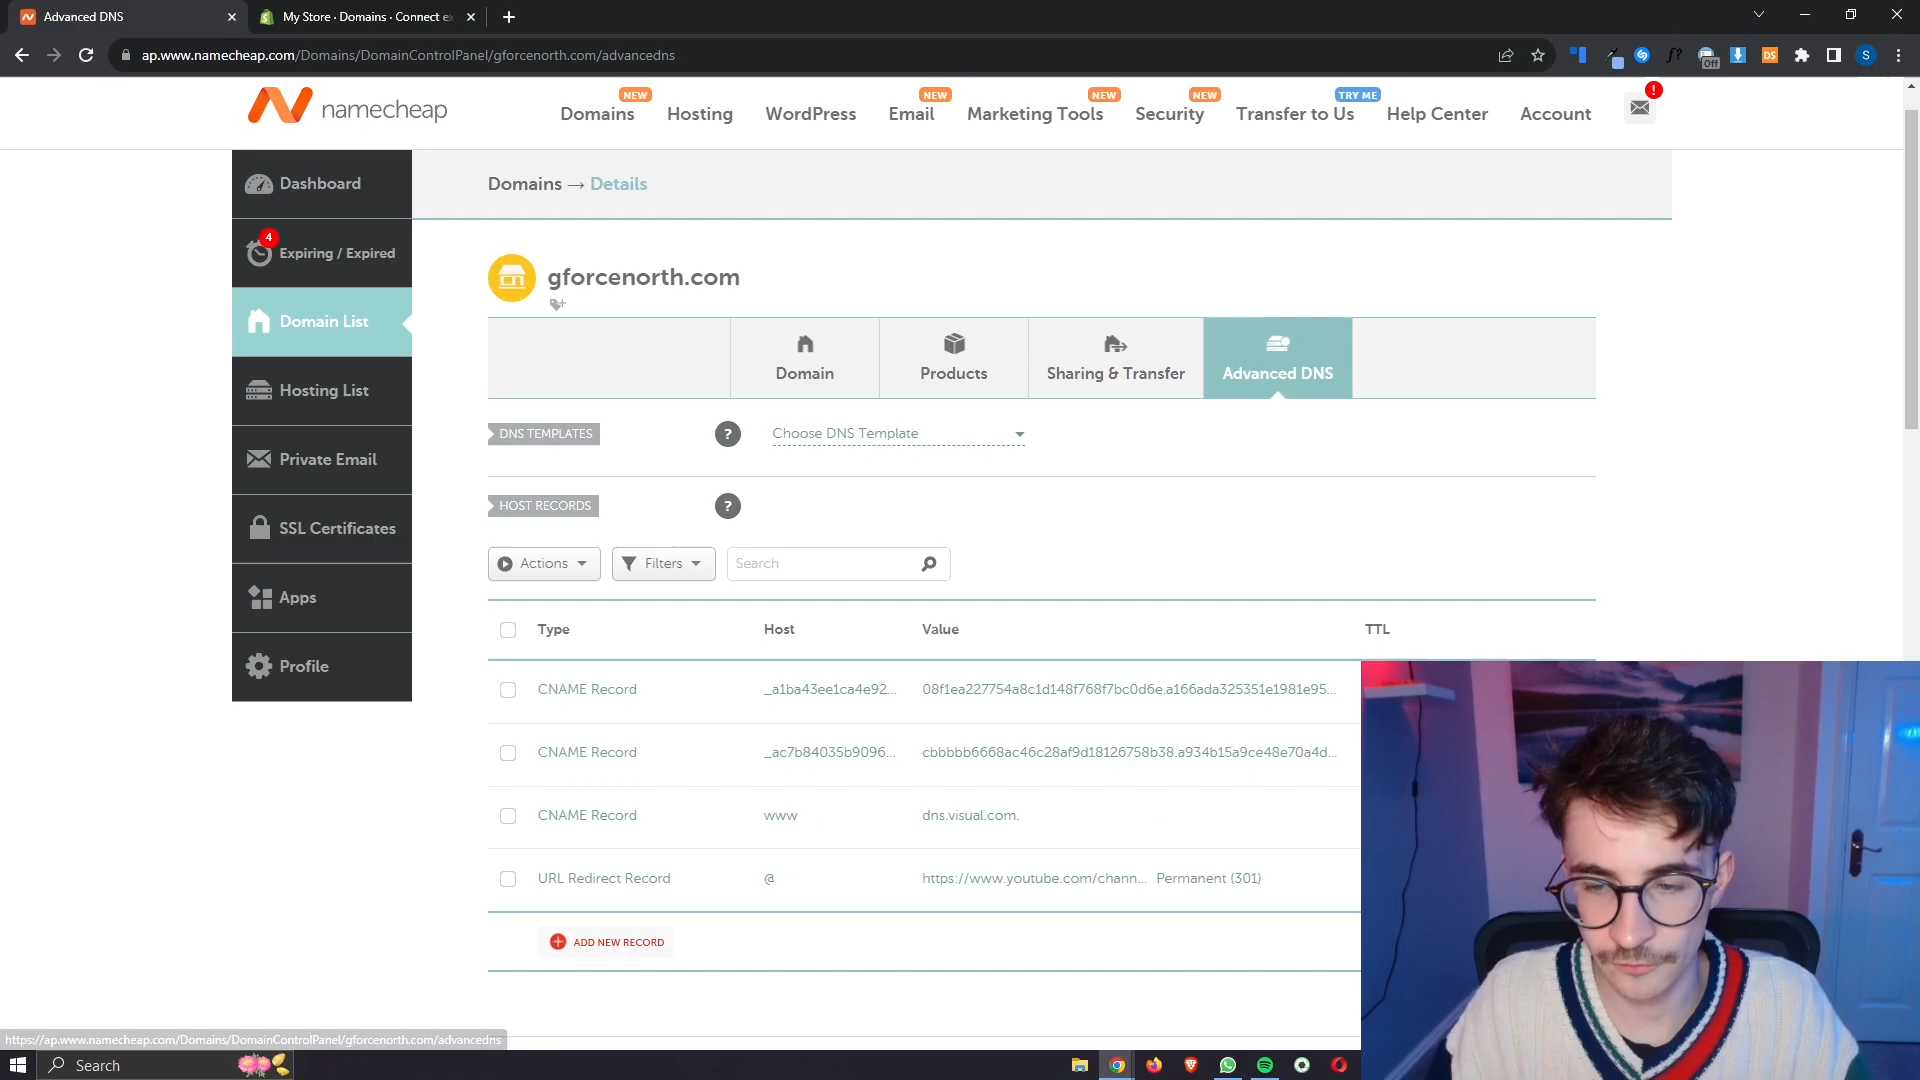 Advanced DNS
My Store · Domains · Connect ex
ap.www.namecheap.com/Domains/DomainControlPanel/gforcenorth.com/advancedns
f?
Off
DS
S
namecheap
NEW
NEW
NEW
NEW
TRY ME
!
Domains
Hosting
WordPress
Email
Marketing Tools
Security
Transfer to Us
Help Center
Account
Dashboard
4
Expiring / Expired
Domain List
Hosting List
Private Email
SSL Certificates
Apps
Profile
Domains → Details
gforcenorth.com
Domain
Products
Sharing & Transfer
Advanced DNS
DNS TEMPLATES
?
Choose DNS Template
HOST RECORDS
?
Actions
Filters
Search
Type Host Value TTL
CNAME Record _a1ba43ee1ca4e92... 08f1ea227754a8c1d148f768f7bc0d6e.a166ada325351e1981e95...
CNAME Record _ac7b84035b9096... cbbbbb6668ac46c28af9d18126758b38.a934b15a9ce48e70a4d...
CNAME Record www dns.visual.com.
URL Redirect Record @ https://www.youtube.com/chann... Permanent (301)
ADD NEW RECORD
https://ap.www.namecheap.com/Domains/DomainControlPanel/gforcenorth.com/advancedns
Search